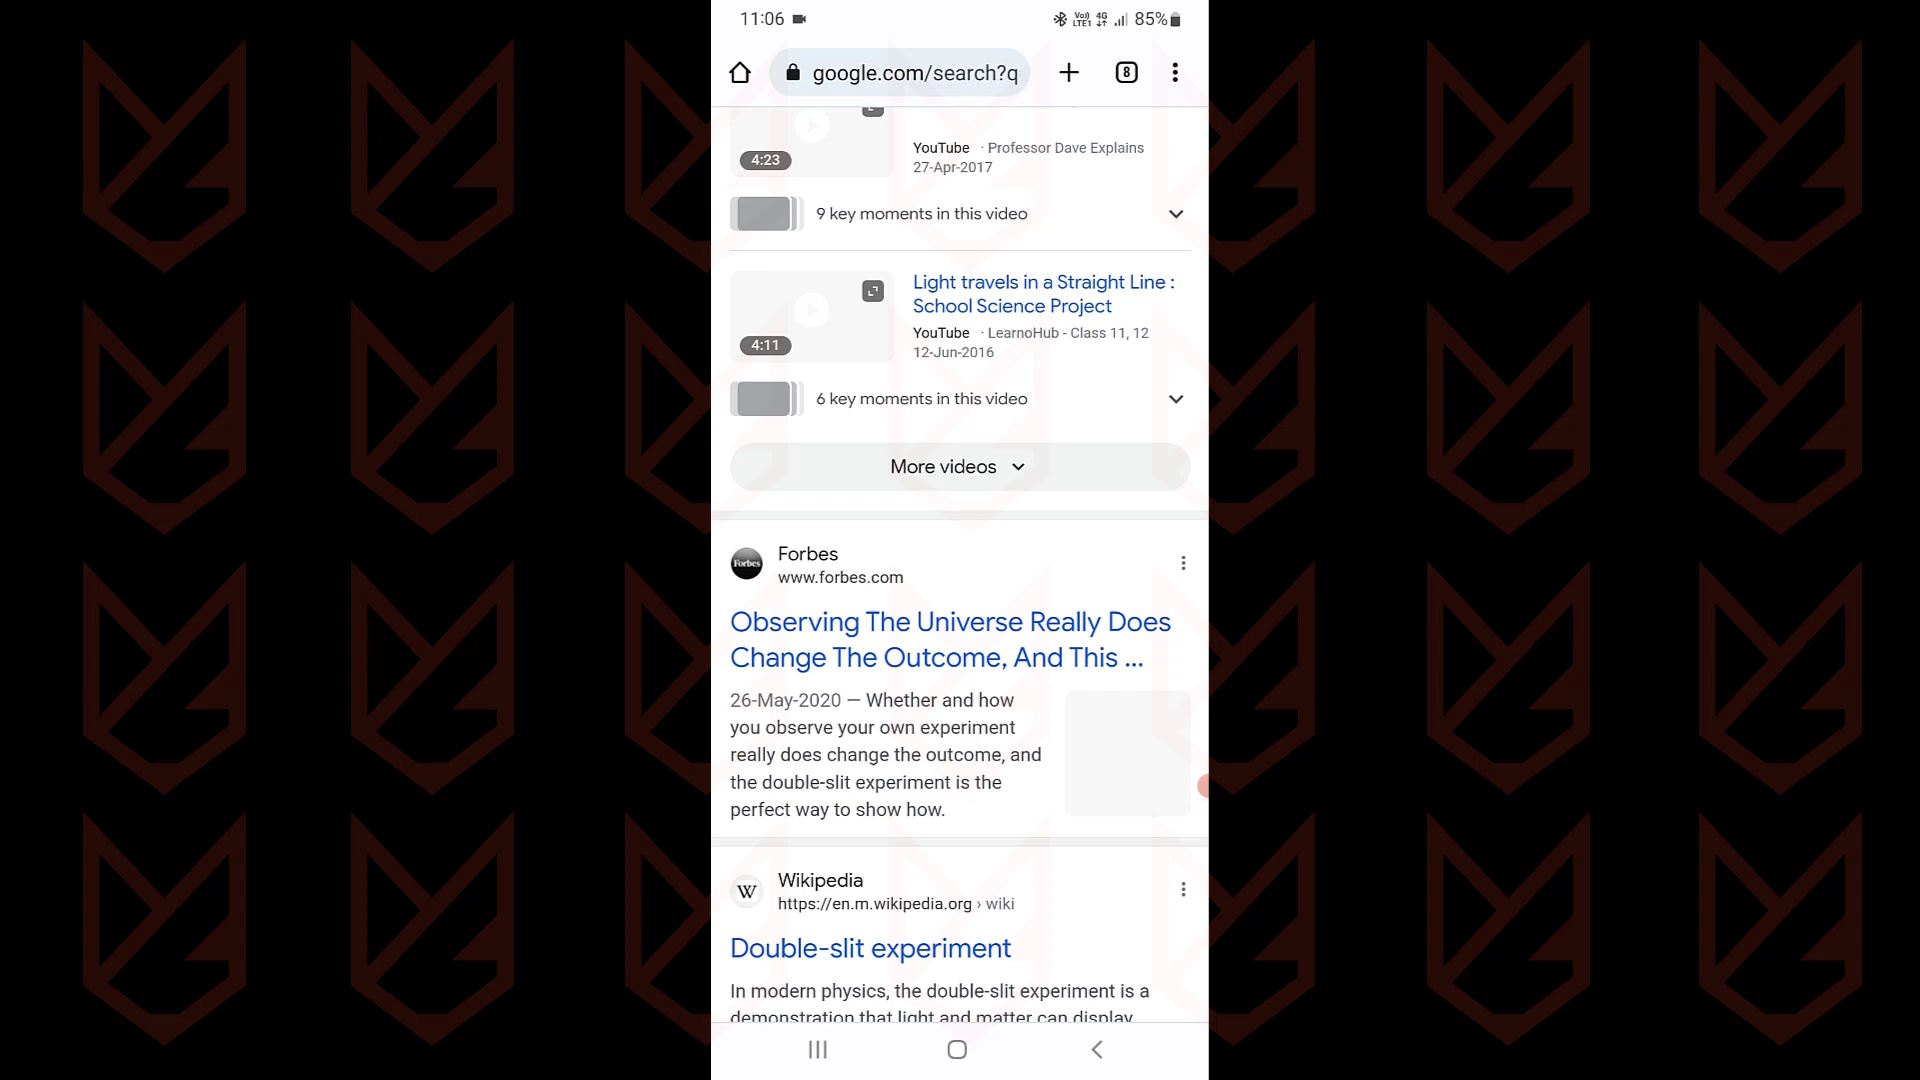 11:06
Vo)) LTE1 4G 85%
google.com/search?q
8
4:23
YouTube · Professor Dave Explains
27-Apr-2017
9 key moments in this video
Light travels in a Straight Line :
School Science Project
YouTube · LearnoHub - Class 11, 12
12-Jun-2016
4:11
6 key moments in this video
More videos
Forbes
Forbes
www.forbes.com
Observing The Universe Really Does
Change The Outcome, And This ...
26-May-2020 — Whether and how
you observe your own experiment
really does change the outcome, and
the double-slit experiment is the
perfect way to show how.
W
Wikipedia
https://en.m.wikipedia.org › wiki
Double-slit experiment
In modern physics, the double-slit experiment is a
demonstration that light and matter can display